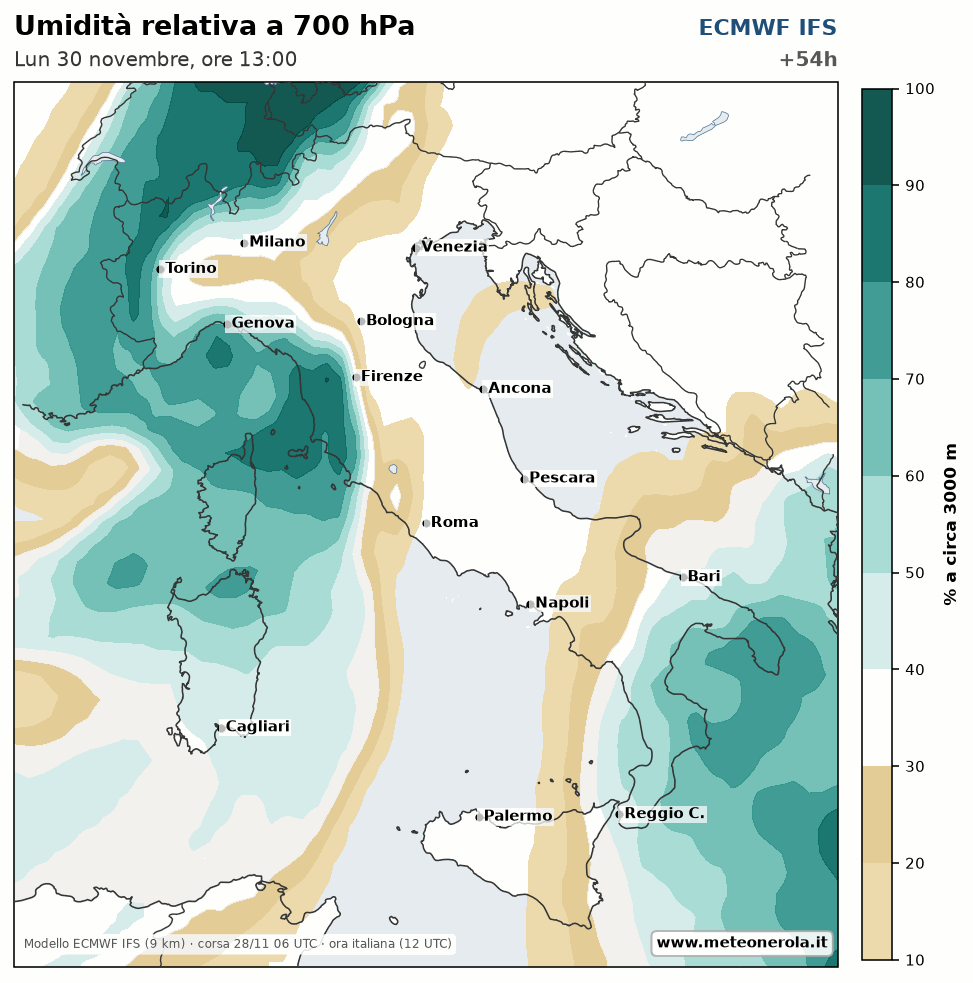 Umidità relativa a 700 hPa
ECMWF IFS
Lun 30 novembre, ore 13:00
+54h
Milano
Venezia
Torino
Genova
Bologna
Firenze
Ancona
Pescara
Roma
Bari
Napoli
Cagliari
Palermo
Reggio C.
100
90
80
70
60
50
40
30
20
10
% a circa 3000 m
Modello ECMWF IFS (9 km) · corsa 28/11 06 UTC · ora italiana (12 UTC)
www.meteonerola.it